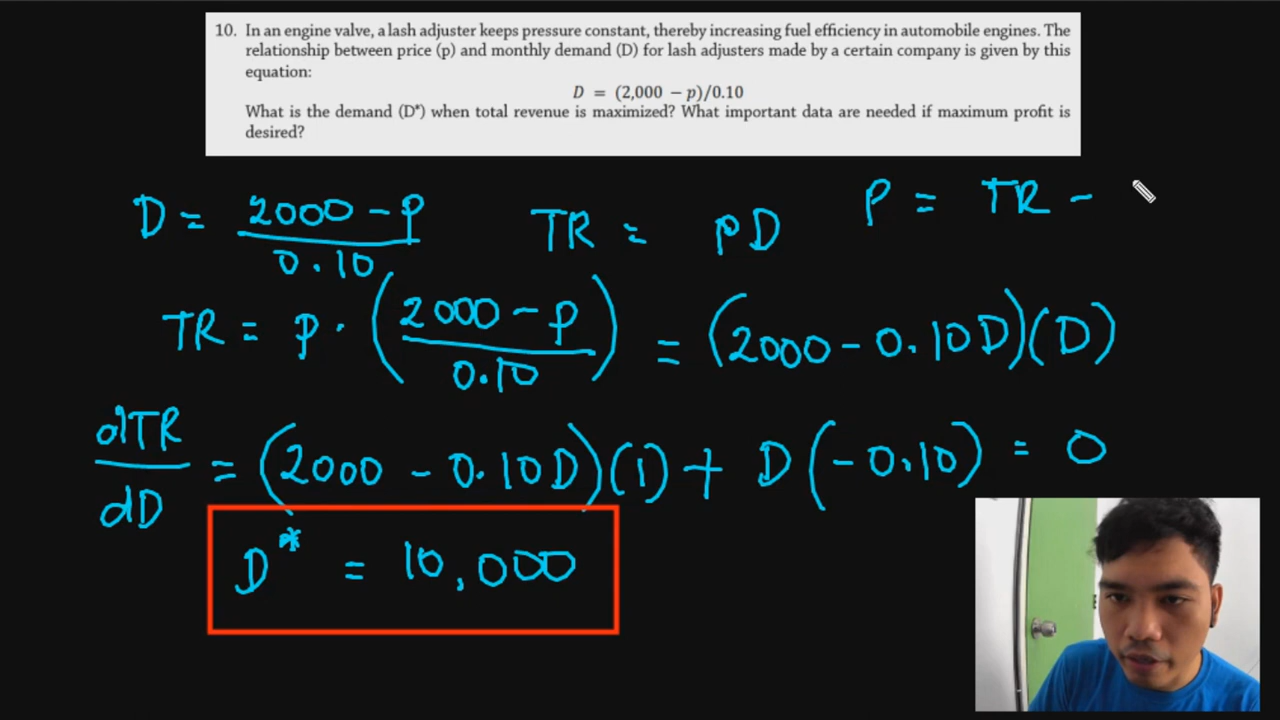 10. In an engine valve, a lash adjuster keeps pressure constant, thereby increasing fuel efficiency in automobile engines. The
relationship between price (p) and monthly demand (D) for lash adjusters made by a certain company is given by this
equation:
D = (2,000 − p)/0.10
What is the demand (D*) when total revenue is maximized? What important data are needed if maximum profit is
desired?
D = (2000 - p)/0.10    TR = pD    P = TR -
TR = p · ((2000 - p)/0.10) = (2000 - 0.10D)(D)
dTR/dD = (2000 - 0.10D)(1) + D(-0.10) = 0
D* = 10,000